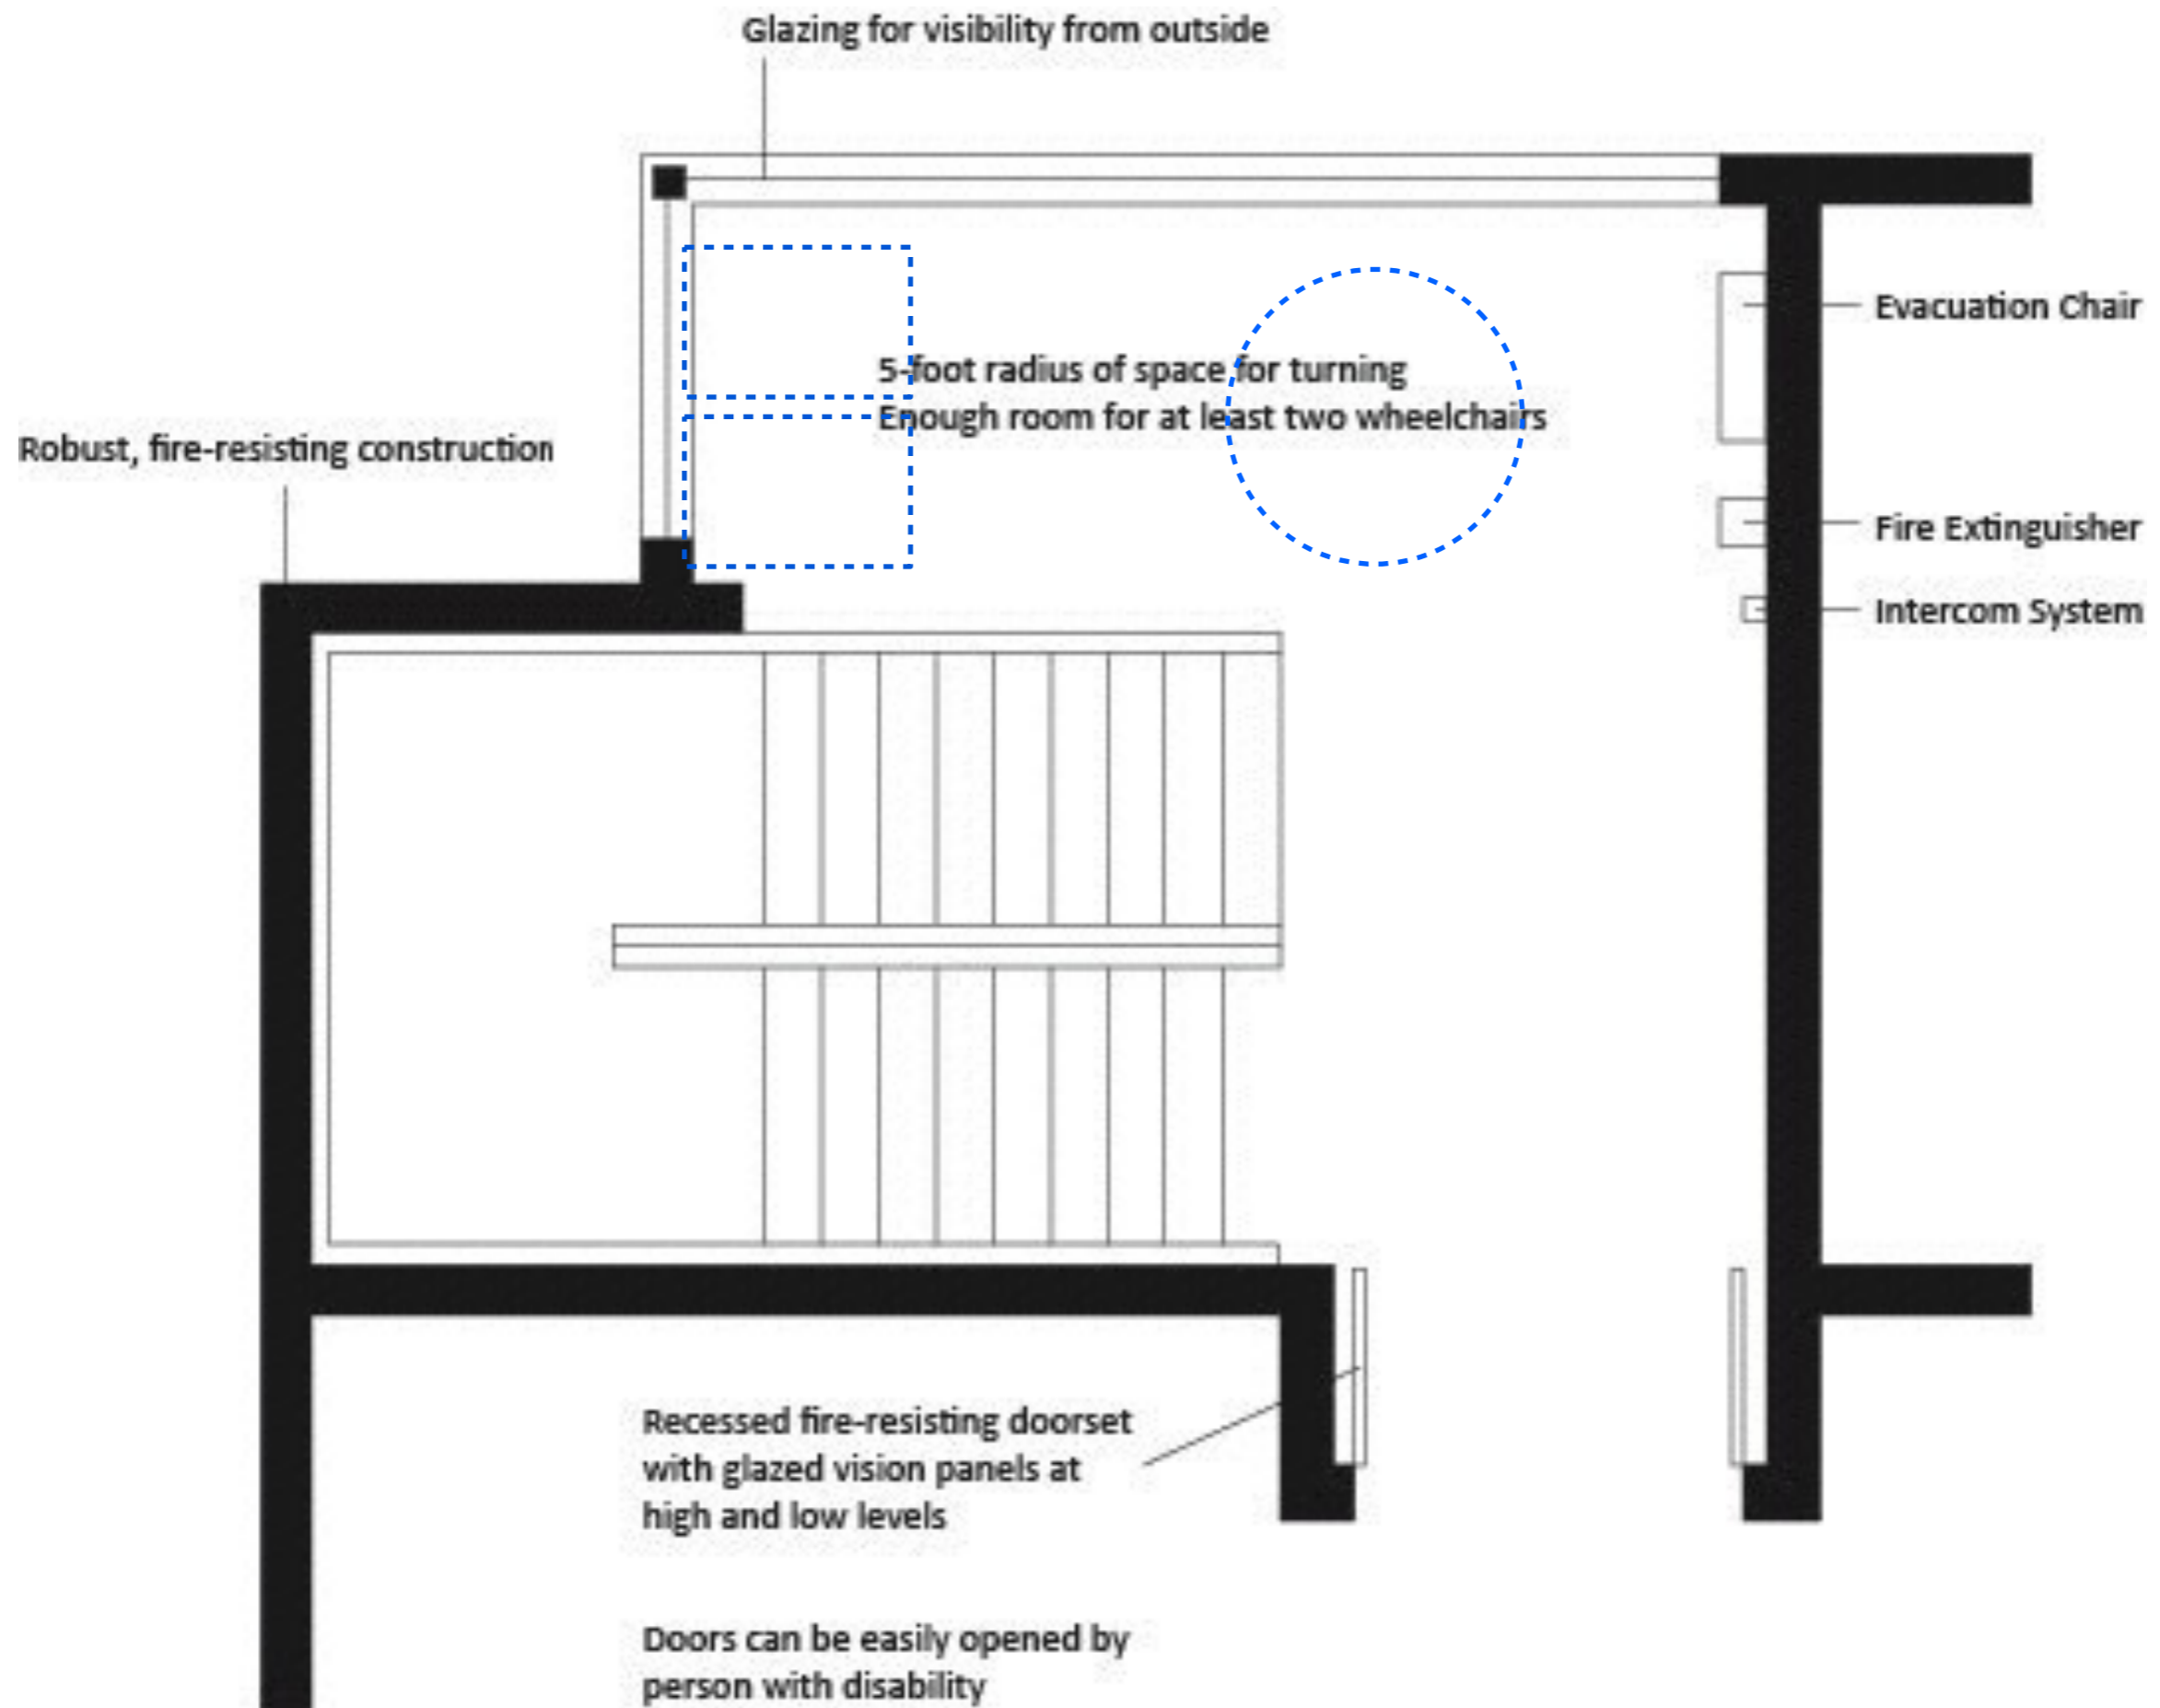 Glazing for visibility from outside
Evacuation Chair
5-foot radius of space for turning
Enough room for at least two wheelchairs
Robust, fire-resisting construction
Fire Extinguisher
Intercom System
Recessed fire-resisting doorset
with glazed vision panels at
high and low levels
Doors can be easily opened by
person with disability